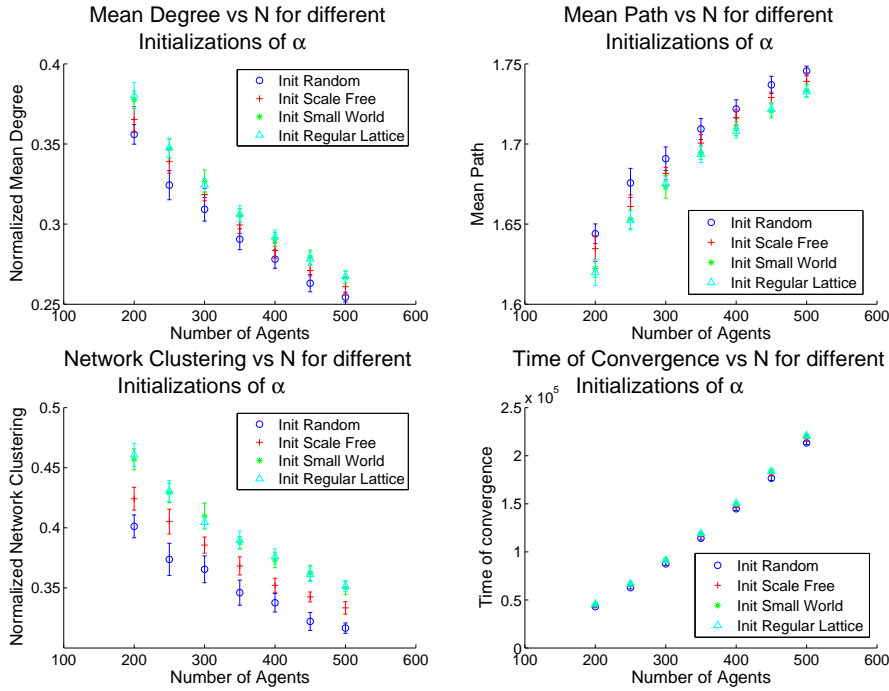 Mean Degree vs N for different
Initializations of α
0.4
0.35
0.3
0.25
100 200 300 400 500 600
Normalized Mean Degree
Number of Agents
Init Random
Init Scale Free
Init Small World
Init Regular Lattice
Mean Path vs N for different
Initializations of α
1.75
1.7
1.65
1.6
100 200 300 400 500 600
Mean Path
Number of Agents
Init Random
Init Scale Free
Init Small World
Init Regular Lattice
Network Clustering vs N for different
Initializations of α
0.5
0.45
0.4
0.35
100 200 300 400 500 600
Normalized Network Clustering
Number of Agents
Init Random
Init Scale Free
Init Small World
Init Regular Lattice
Time of Convergence vs N for different
Initializations of α
x 10^5
2.5
2
1.5
1
0.5
0
100 200 300 400 500 600
Time of convergence
Number of Agents
Init Random
Init Scale Free
Init Small World
Init Regular Lattice